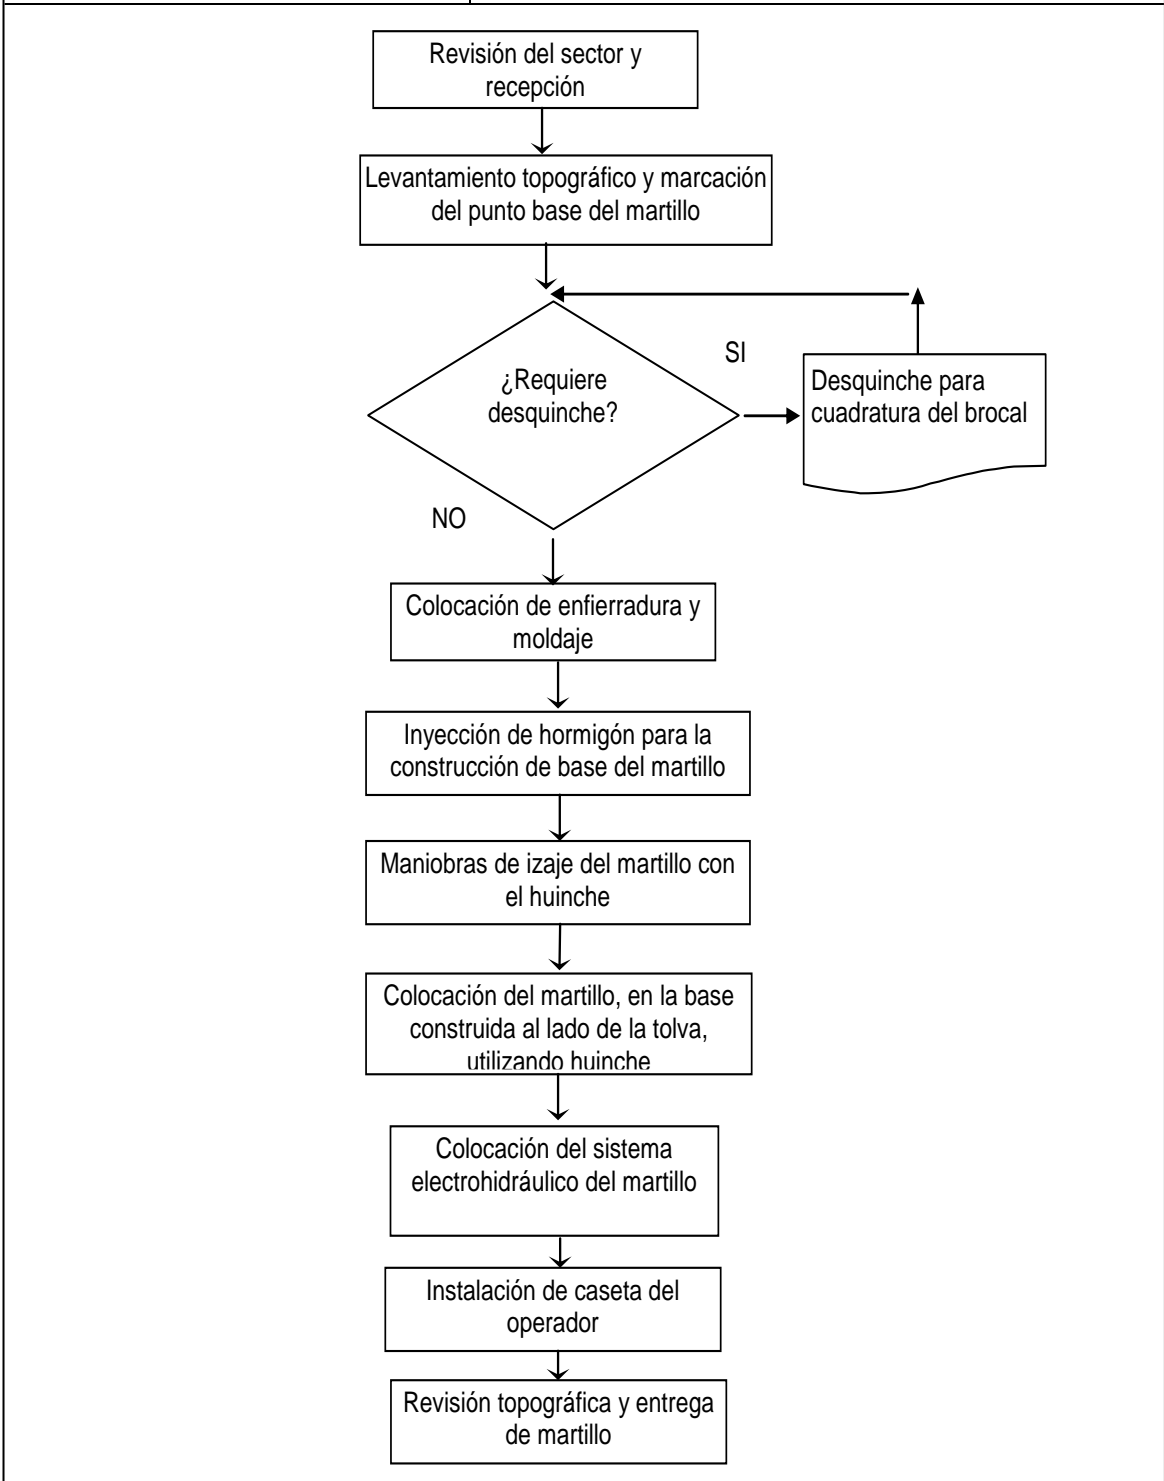 Revisión del sector y
recepción
Levantamiento topográfico y marcación
del punto base del martillo
¿Requiere
desquinche?
SI
Desquinche para
cuadratura del brocal
NO
Colocación de enfierradura y
moldaje
Inyección de hormigón para la
construcción de base del martillo
Maniobras de izaje del martillo con
el huinche
Colocación del martillo, en la base
construida al lado de la tolva,
utilizando huinche
Colocación del sistema
electrohidráulico del martillo
Instalación de caseta del
operador
Revisión topográfica y entrega
de martillo